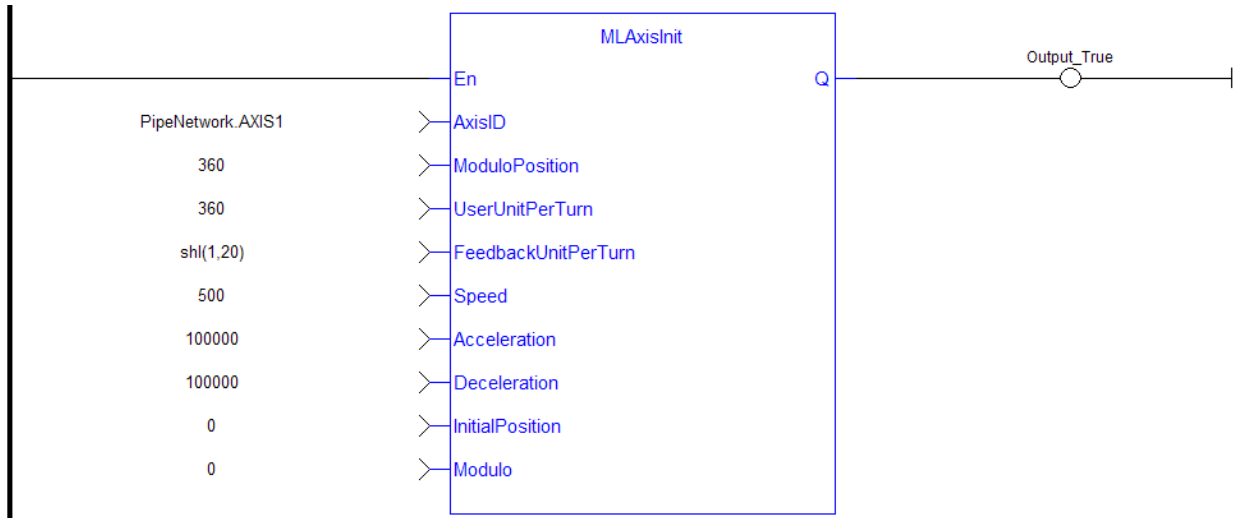 MLAxisInit
Output_True
En Q
PipeNetwork.AXIS1 AxisID
360 ModuloPosition
360 UserUnitPerTurn
shl(1,20) FeedbackUnitPerTurn
500 Speed
100000 Acceleration
100000 Deceleration
0 InitialPosition
0 Modulo